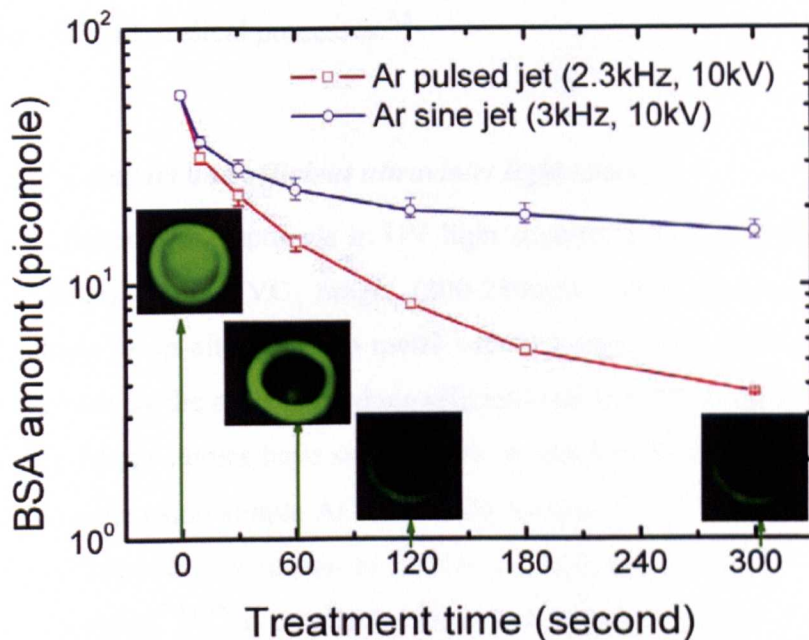 10²
Ar pulsed jet (2.3kHz, 10kV)
Ar sine jet (3kHz, 10kV)
BSA amount (picomole)
10¹
10⁰
0 60 120 180 240 300
Treatment time (second)